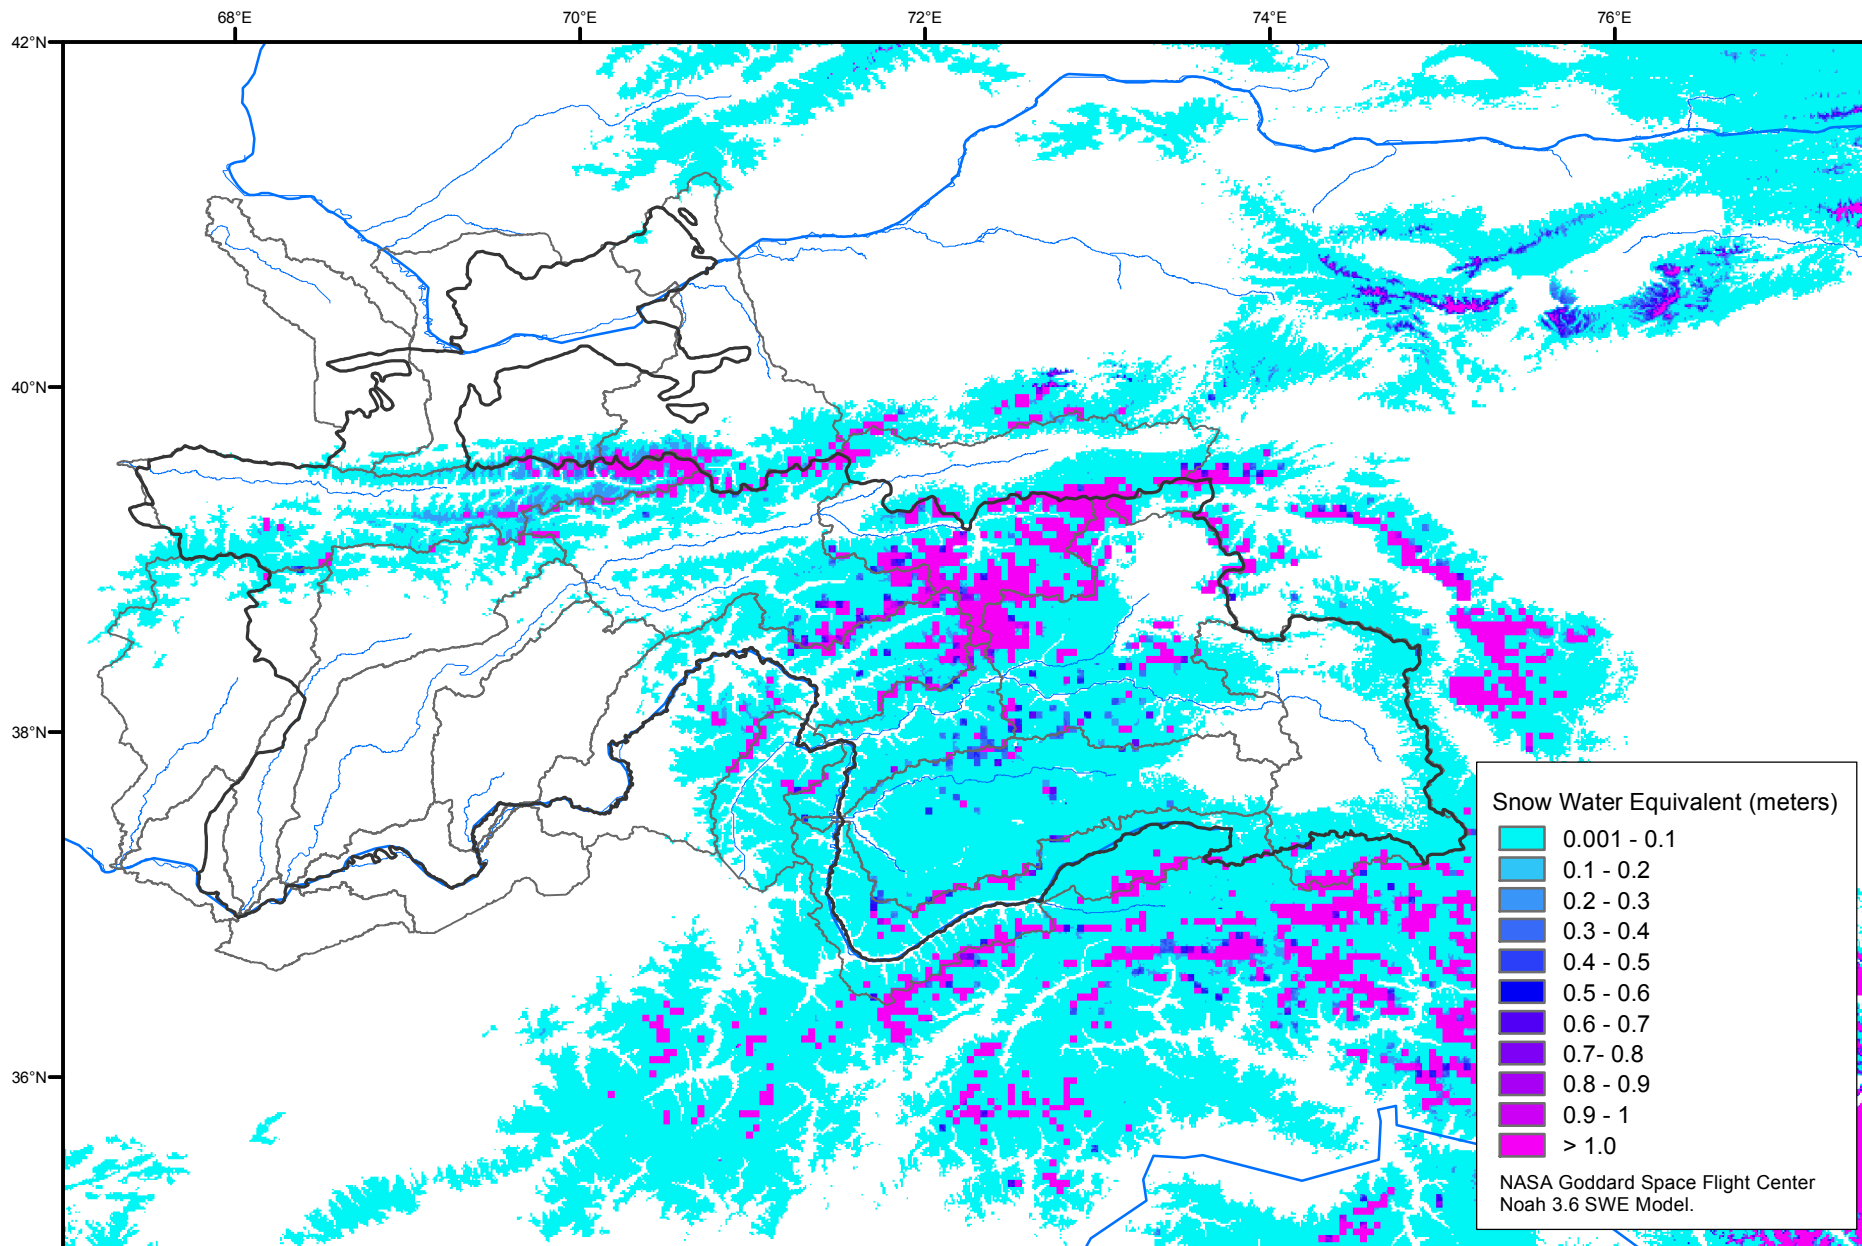 68°E
70°E
72°E
74°E
76°E
42°N
40°N
38°N
36°N
Snow Water Equivalent (meters)
0.001 - 0.1
0.1 - 0.2
0.2 - 0.3
0.3 - 0.4
0.4 - 0.5
0.5 - 0.6
0.6 - 0.7
0.7- 0.8
0.8 - 0.9
0.9 - 1
> 1.0
NASA Goddard Space Flight Center
Noah 3.6 SWE Model.